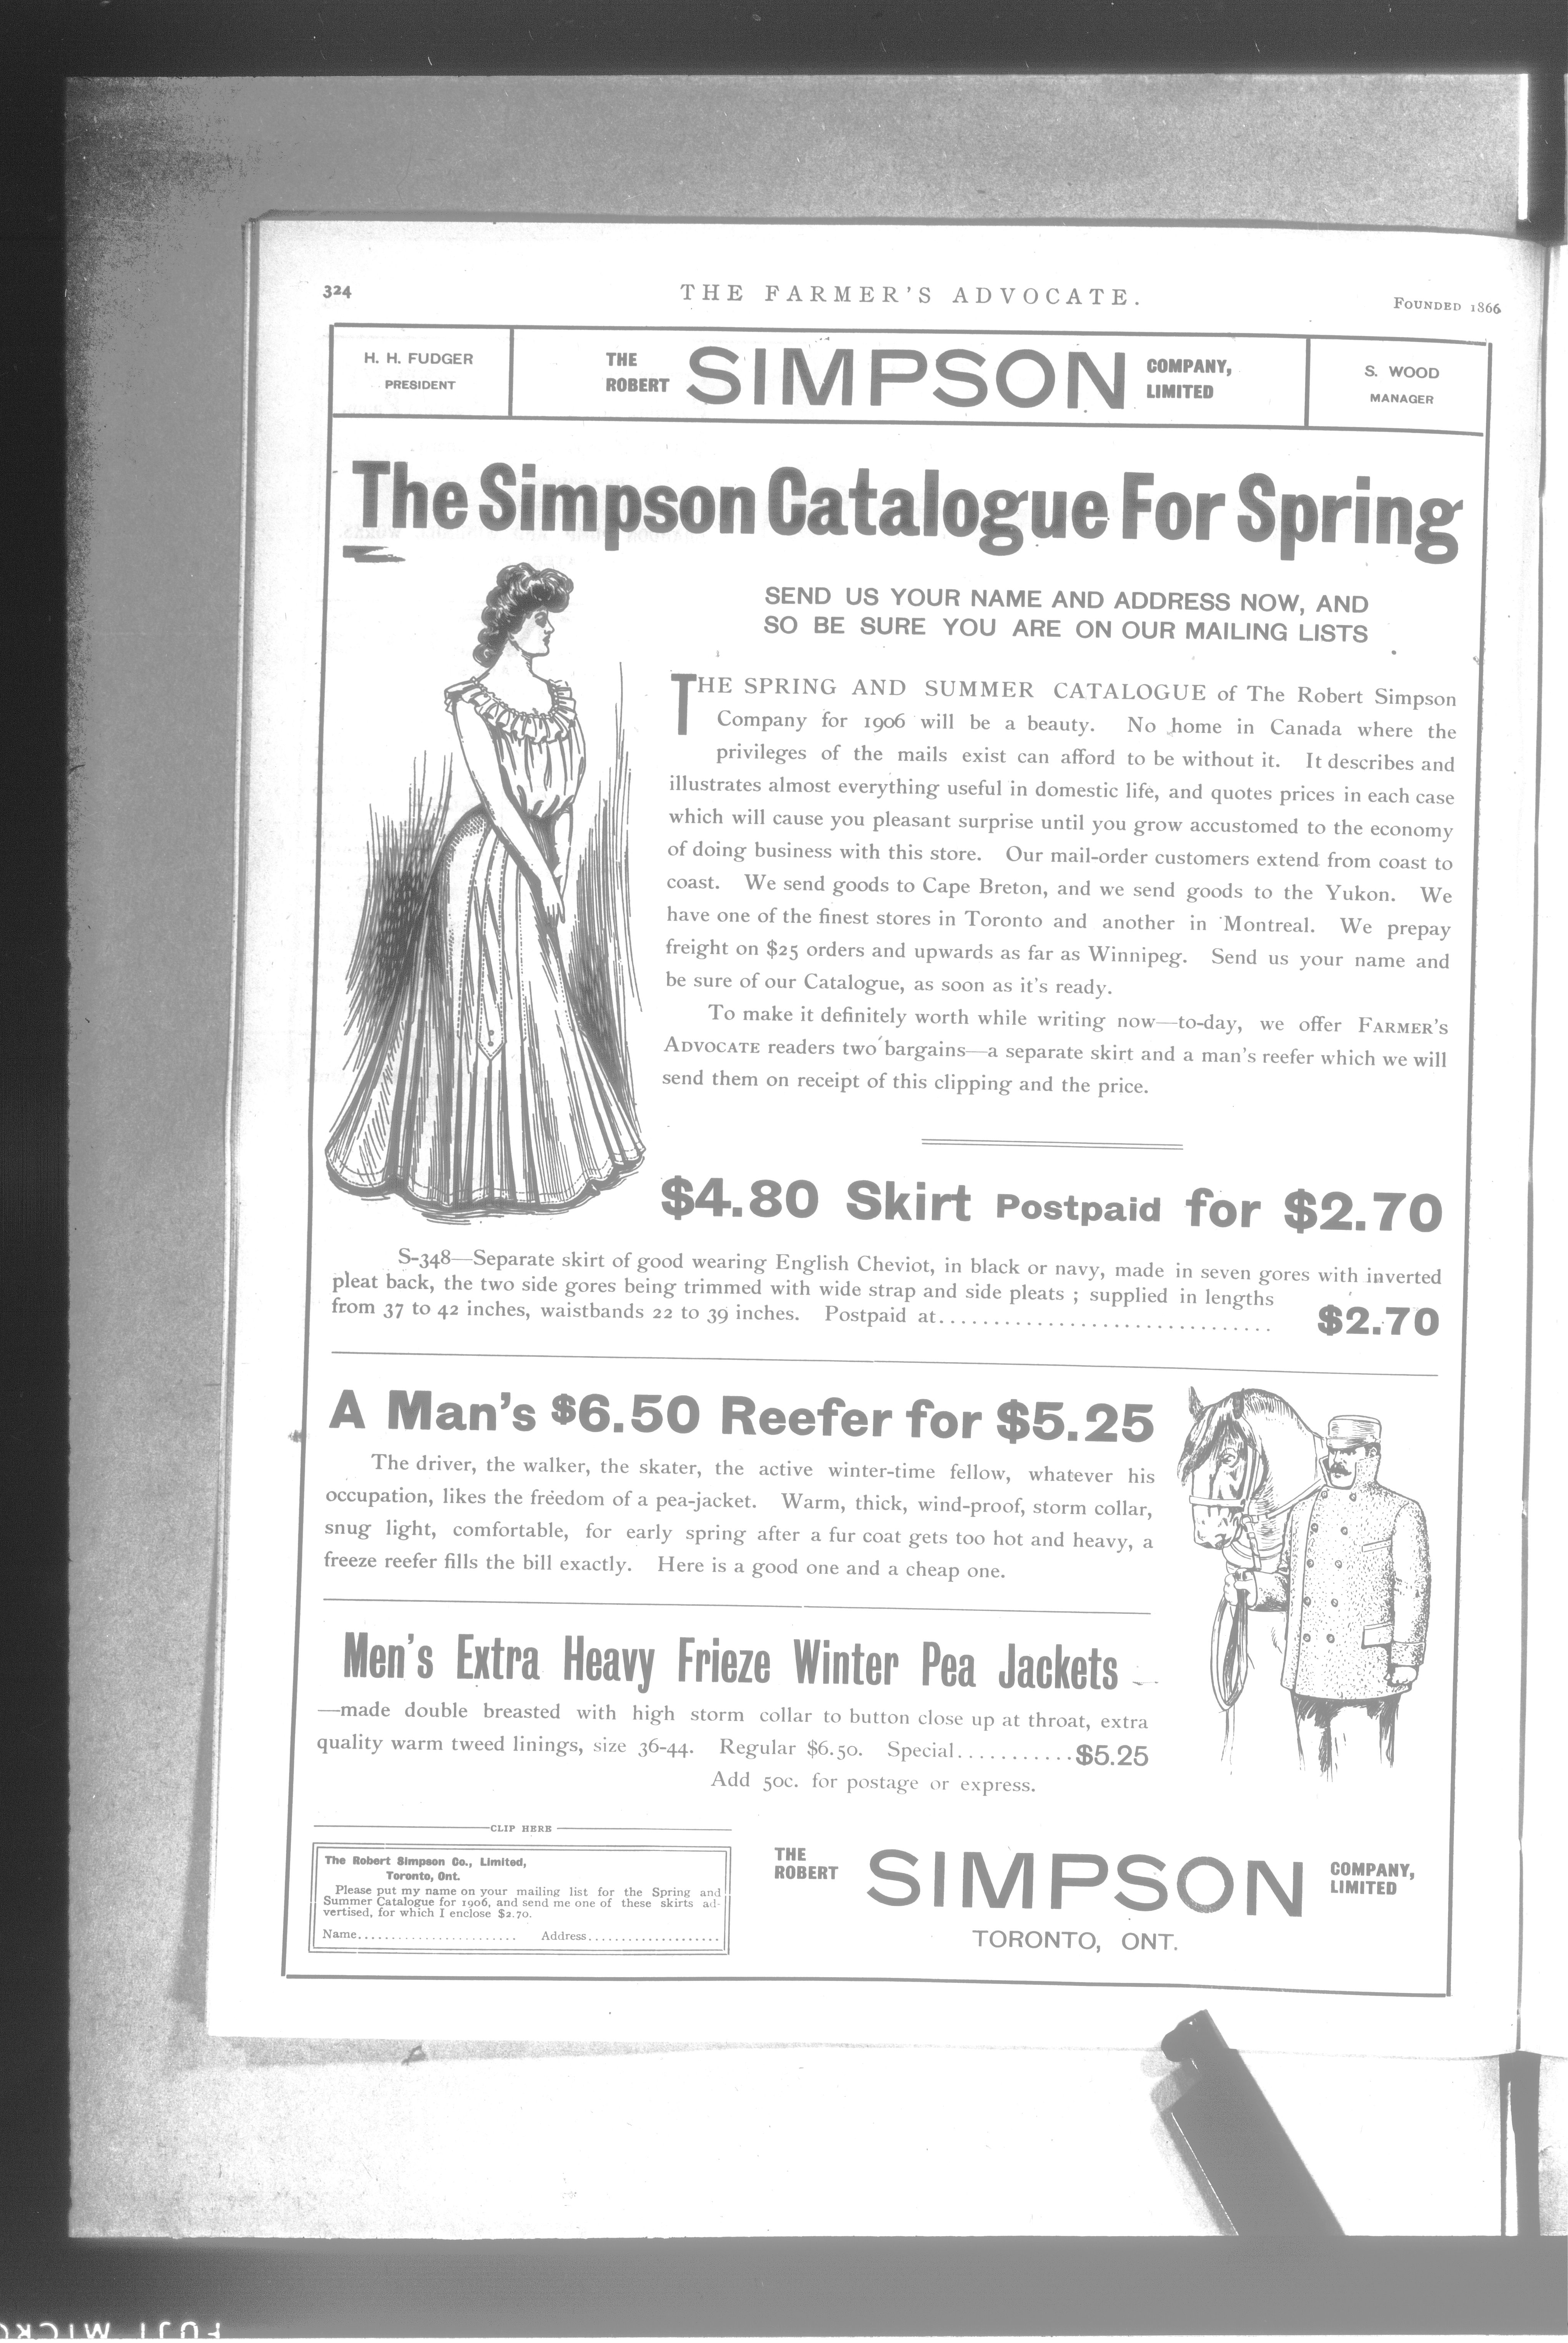 324
THE FARMER'S ADVOCATE.
FOUNDED 1866
H. H. FUDGER
PRESIDENT
THE
ROBERT
SIMPSON
COMPANY,
LIMITED
S. WOOD
MANAGER
The Simpson Catalogue For Spring
SEND US YOUR NAME AND ADDRESS NOW, AND
SO BE SURE YOU ARE ON OUR MAILING LISTS
THE SPRING AND SUMMER CATALOGUE of The Robert Simpson
Company for 1906 will be a beauty. No home in Canada where the
privileges of the mails exist can afford to be without it. It describes and
illustrates almost everything useful in domestic life, and quotes prices in each case
which will cause you pleasant surprise until you grow accustomed to the economy
of doing business with this store. Our mail-order customers extend from coast to
coast. We send goods to Cape Breton, and we send goods to the Yukon. We
have one of the finest stores in Toronto and another in Montreal. We prepay
freight on $25 orders and upwards as far as Winnipeg. Send us your name and
be sure of our Catalogue, as soon as it's ready.
To make it definitely worth while writing now—to-day, we offer FARMER'S
ADVOCATE readers two bargains—a separate skirt and a man's reefer which we will
send them on receipt of this clipping and the price.
$4.80 Skirt Postpaid for $2.70
S-348—Separate skirt of good wearing English Cheviot, in black or navy, made in seven gores with inverted
pleat back, the two side gores being trimmed with wide strap and side pleats ; supplied in lengths
from 37 to 42 inches, waistbands 22 to 39 inches. Postpaid at.............................. $2.70
A Man's $6.50 Reefer for $5.25
The driver, the walker, the skater, the active winter-time fellow, whatever his
occupation, likes the freedom of a pea-jacket. Warm, thick, wind-proof, storm collar,
snug light, comfortable, for early spring after a fur coat gets too hot and heavy, a
freeze reefer fills the bill exactly. Here is a good one and a cheap one.
Men's Extra Heavy Frieze Winter Pea Jackets
—made double breasted with high storm collar to button close up at throat, extra
quality warm tweed linings, size 36-44. Regular $6.50. Special...........$5.25
Add 50c. for postage or express.
CLIP HERE
The Robert Simpson Co., Limited,
Toronto, Ont.
Please put my name on your mailing list for the Spring and
Summer Catalogue for 1906, and send me one of these skirts ad-
vertised, for which I enclose $2.70.
Name........................ Address....................
THE
ROBERT
SIMPSON
COMPANY,
LIMITED
TORONTO, ONT.